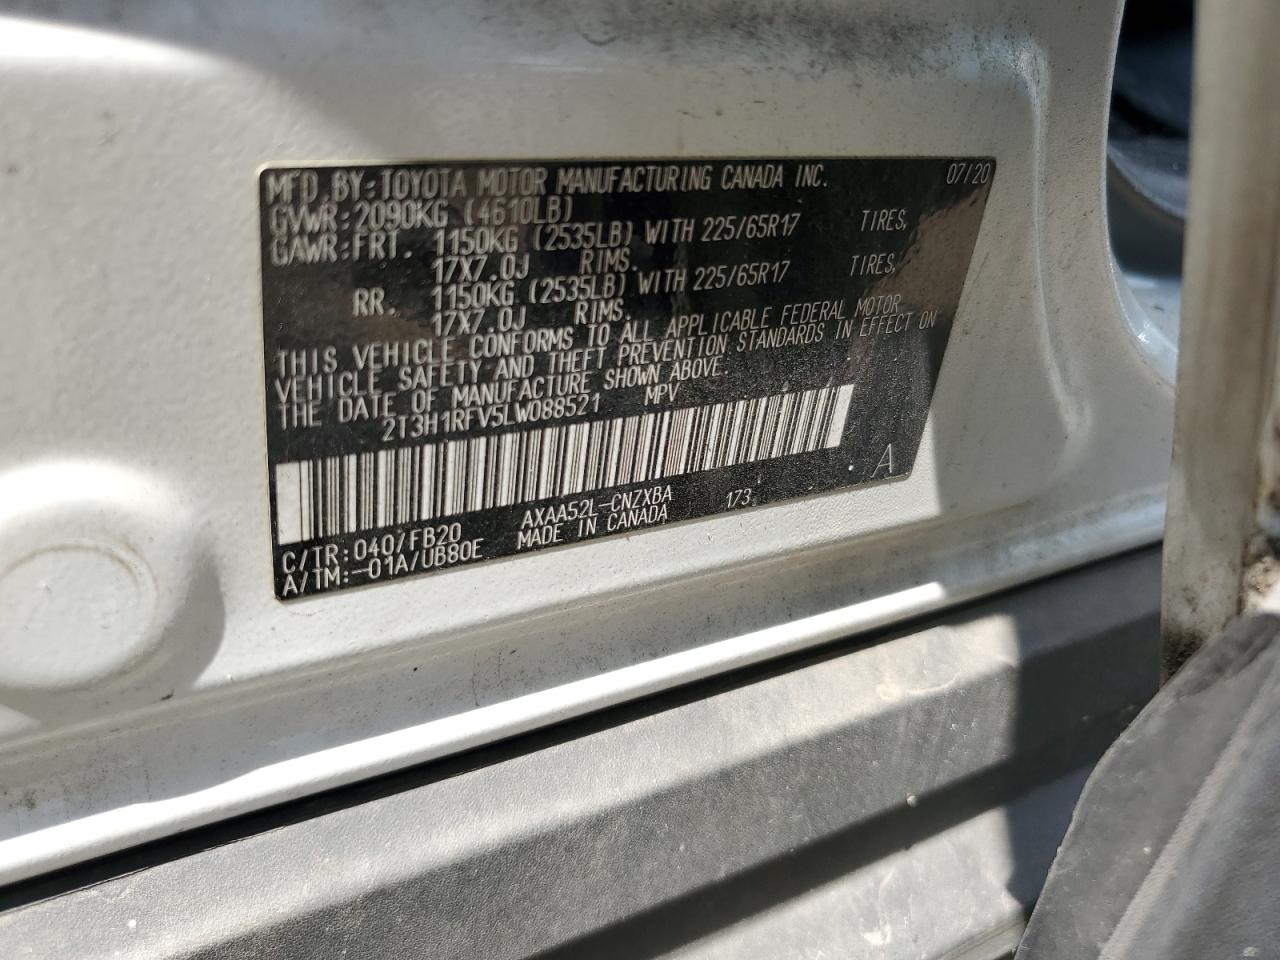 MFD. BY: TOYOTA MOTOR MANUFACTURING CANADA INC. 07/20
GVWR: 2090KG (4610LB)
GAWR: FRT. 1150KG (2535LB) WITH 225/65R17 TIRES,
17X7.0J RIMS.
RR. 1150KG (2535LB) WITH 225/65R17 TIRES,
17X7.0J RIMS.
THIS VEHICLE CONFORMS TO ALL APPLICABLE FEDERAL MOTOR
VEHICLE SAFETY AND THEFT PREVENTION STANDARDS IN EFFECT ON
THE DATE OF MANUFACTURE SHOWN ABOVE.
2T3H1RFV5LW088521 MPV
A
C/TR: 040/FB20 AXAA52L-CNZXBA 173
A/TM:-01A/UB80E MADE IN CANADA